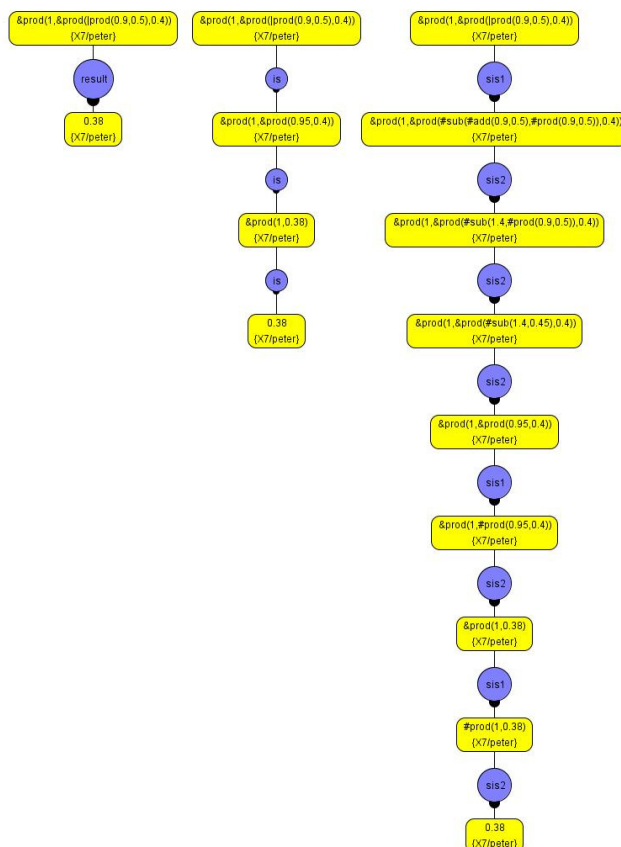 &prod(1,&prod(|prod(0.9,0.5),0.4))
{X7/peter}
result
0.38
{X7/peter}
&prod(1,&prod(|prod(0.9,0.5),0.4))
{X7/peter}
is
&prod(1,&prod(0.95,0.4))
{X7/peter}
is
&prod(1,0.38)
{X7/peter}
is
0.38
{X7/peter}
&prod(1,&prod(|prod(0.9,0.5),0.4))
{X7/peter}
sis1
&prod(1,&prod(#sub(#add(0.9,0.5),#prod(0.9,0.5)),0.4))
{X7/peter}
sis2
&prod(1,&prod(#sub(1.4,#prod(0.9,0.5)),0.4))
{X7/peter}
sis2
&prod(1,&prod(#sub(1.4,0.45),0.4))
{X7/peter}
sis2
&prod(1,&prod(0.95,0.4))
{X7/peter}
sis1
&prod(1,#prod(0.95,0.4))
{X7/peter}
sis2
&prod(1,0.38)
{X7/peter}
sis1
#prod(1,0.38)
{X7/peter}
sis2
0.38
{X7/peter}